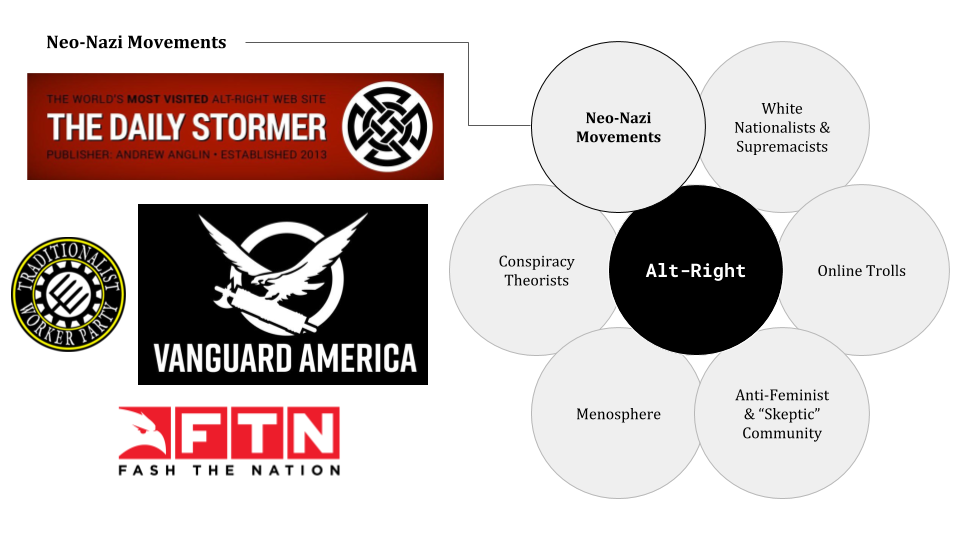 Neo-Nazi Movements
THE WORLD'S MOST VISITED ALT-RIGHT WEB SITE
THE DAILY STORMER
PUBLISHER: ANDREW ANGLIN • ESTABLISHED 2013
TRADITIONALIST
WORKER PARTY
VANGUARD AMERICA
FTN
FASH THE NATION
Neo-Nazi
Movements
White
Nationalists &
Supremacists
Conspiracy
Theorists
Alt-Right
Online Trolls
Menosphere
Anti-Feminist
& “Skeptic”
Community